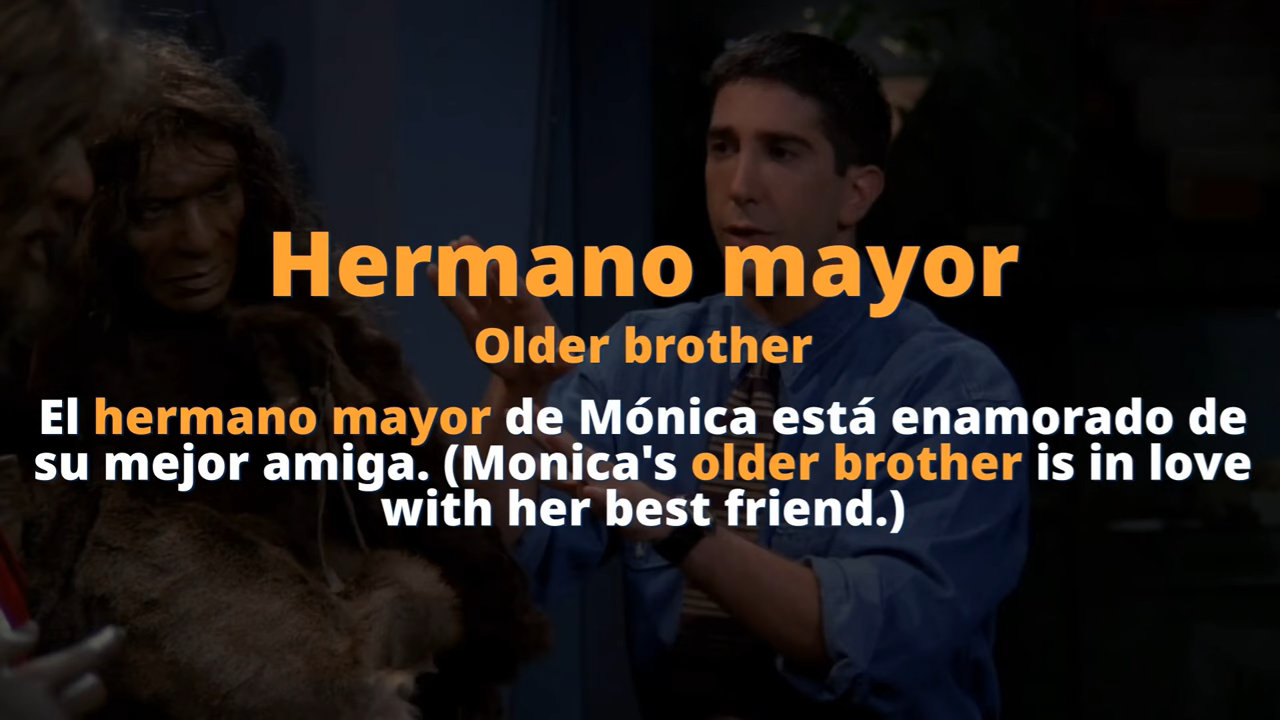 Hermano mayor
Older brother
El hermano mayor de Mónica está enamorado de
su mejor amiga. (Monica's older brother is in love
with her best friend.)